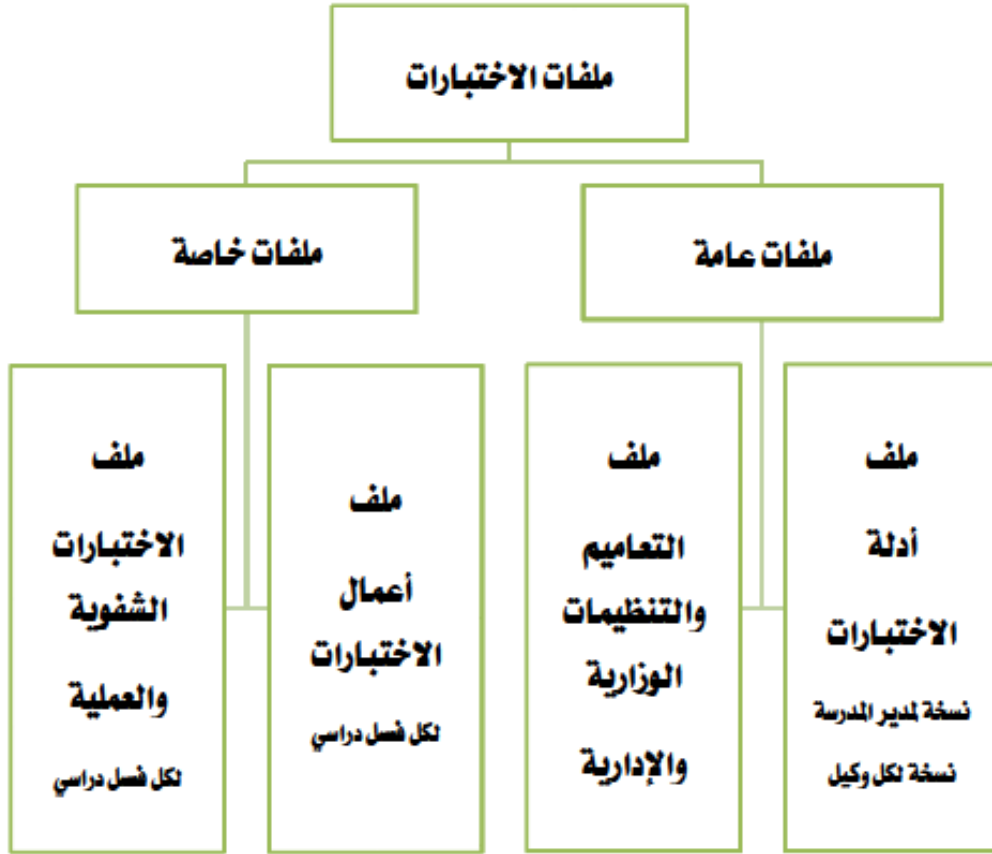 ملفات الاختبارات
ملفات عامة
ملفات خاصة
ملف
أدلة
الاختبارات
نسخة لمدير المدرسة
نسخة لكل وكيل
ملف
التعاميم
والتنظيمات
الوزارية
والإدارية
ملف
أعمال
الاختبارات
لكل فصل دراسي
ملف
الاختبارات
الشفوية
والعملية
لكل فصل دراسي